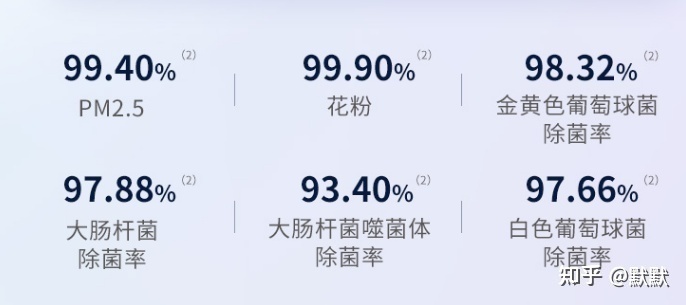 99.40% (2)
99.90% (2)
98.32% (2)
PM2.5
花粉
金黄色葡萄球菌
除菌率
97.88% (2)
93.40% (2)
97.66% (2)
大肠杆菌
除菌率
大肠杆菌噬菌体
除菌率
白色葡萄球菌
除菌率
知乎 @默默